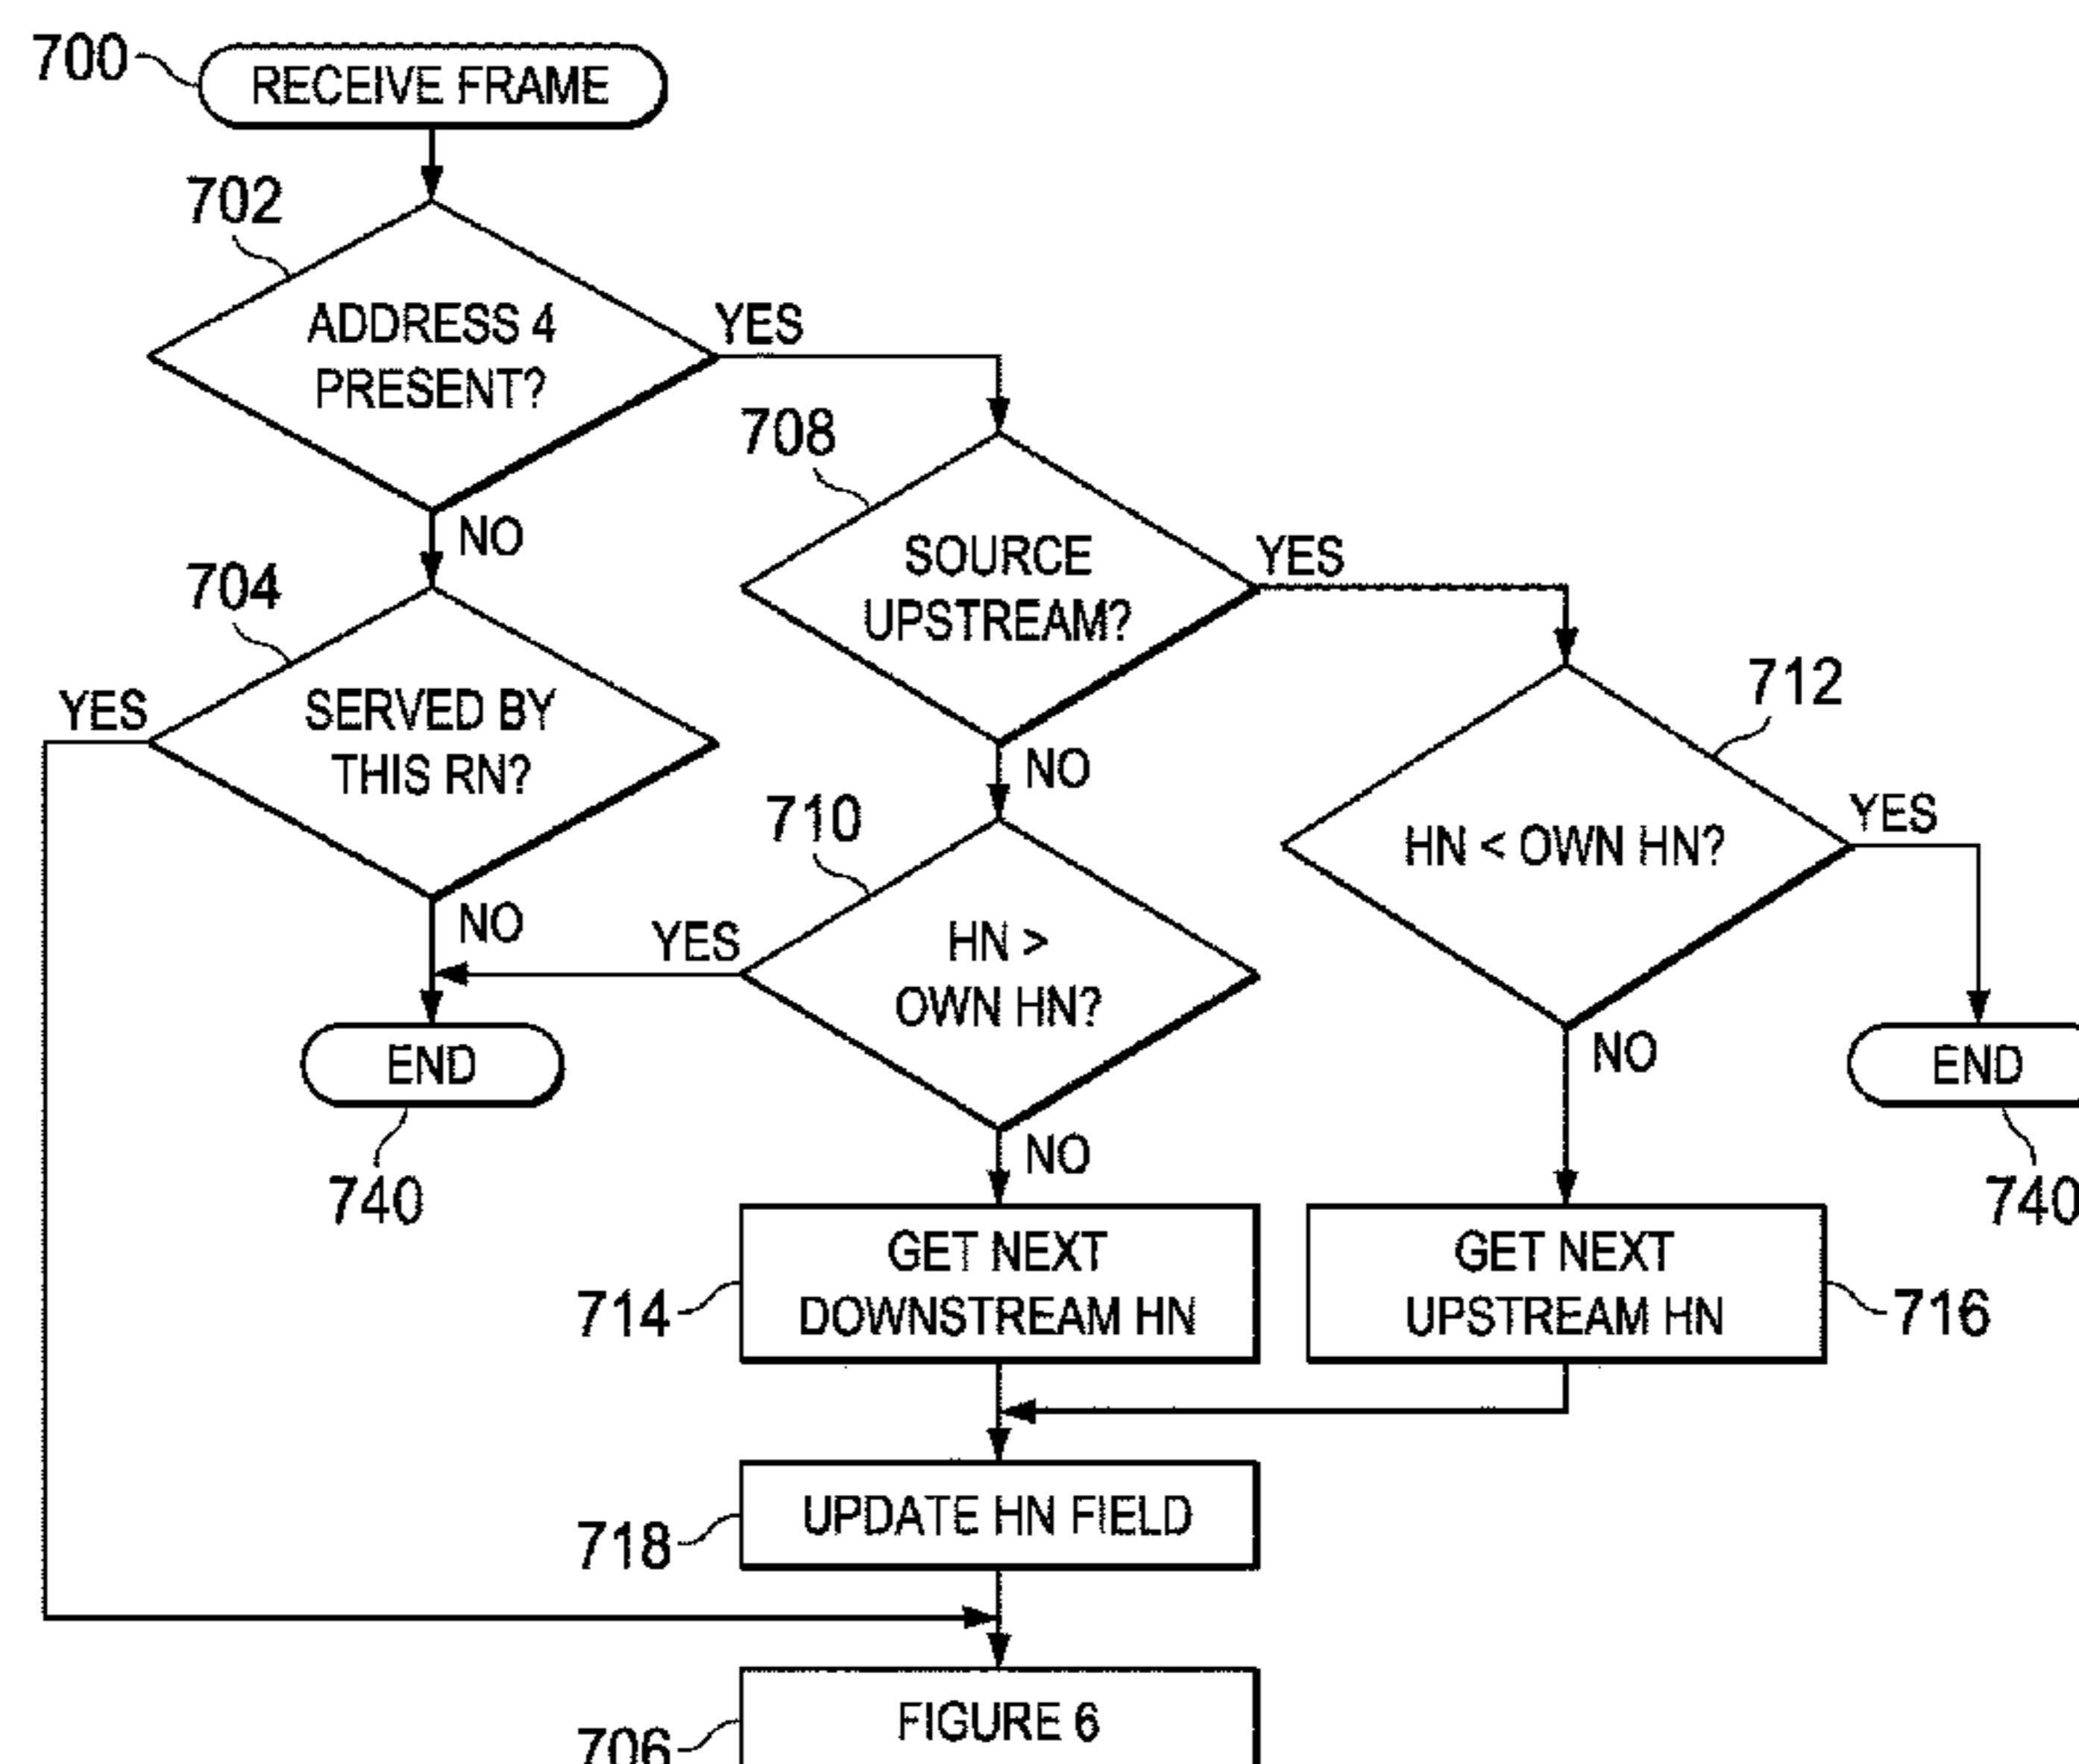 700
RECEIVE FRAME
702
ADDRESS 4
PRESENT?
YES
NO
708
SOURCE
UPSTREAM?
YES
NO
704
SERVED BY
THIS RN?
YES
NO
712
HN < OWN HN?
YES
NO
710
HN >
OWN HN?
YES
NO
END
740
END
740
714
GET NEXT
DOWNSTREAM HN
GET NEXT
UPSTREAM HN
716
718
UPDATE HN FIELD
706
FIGURE 6